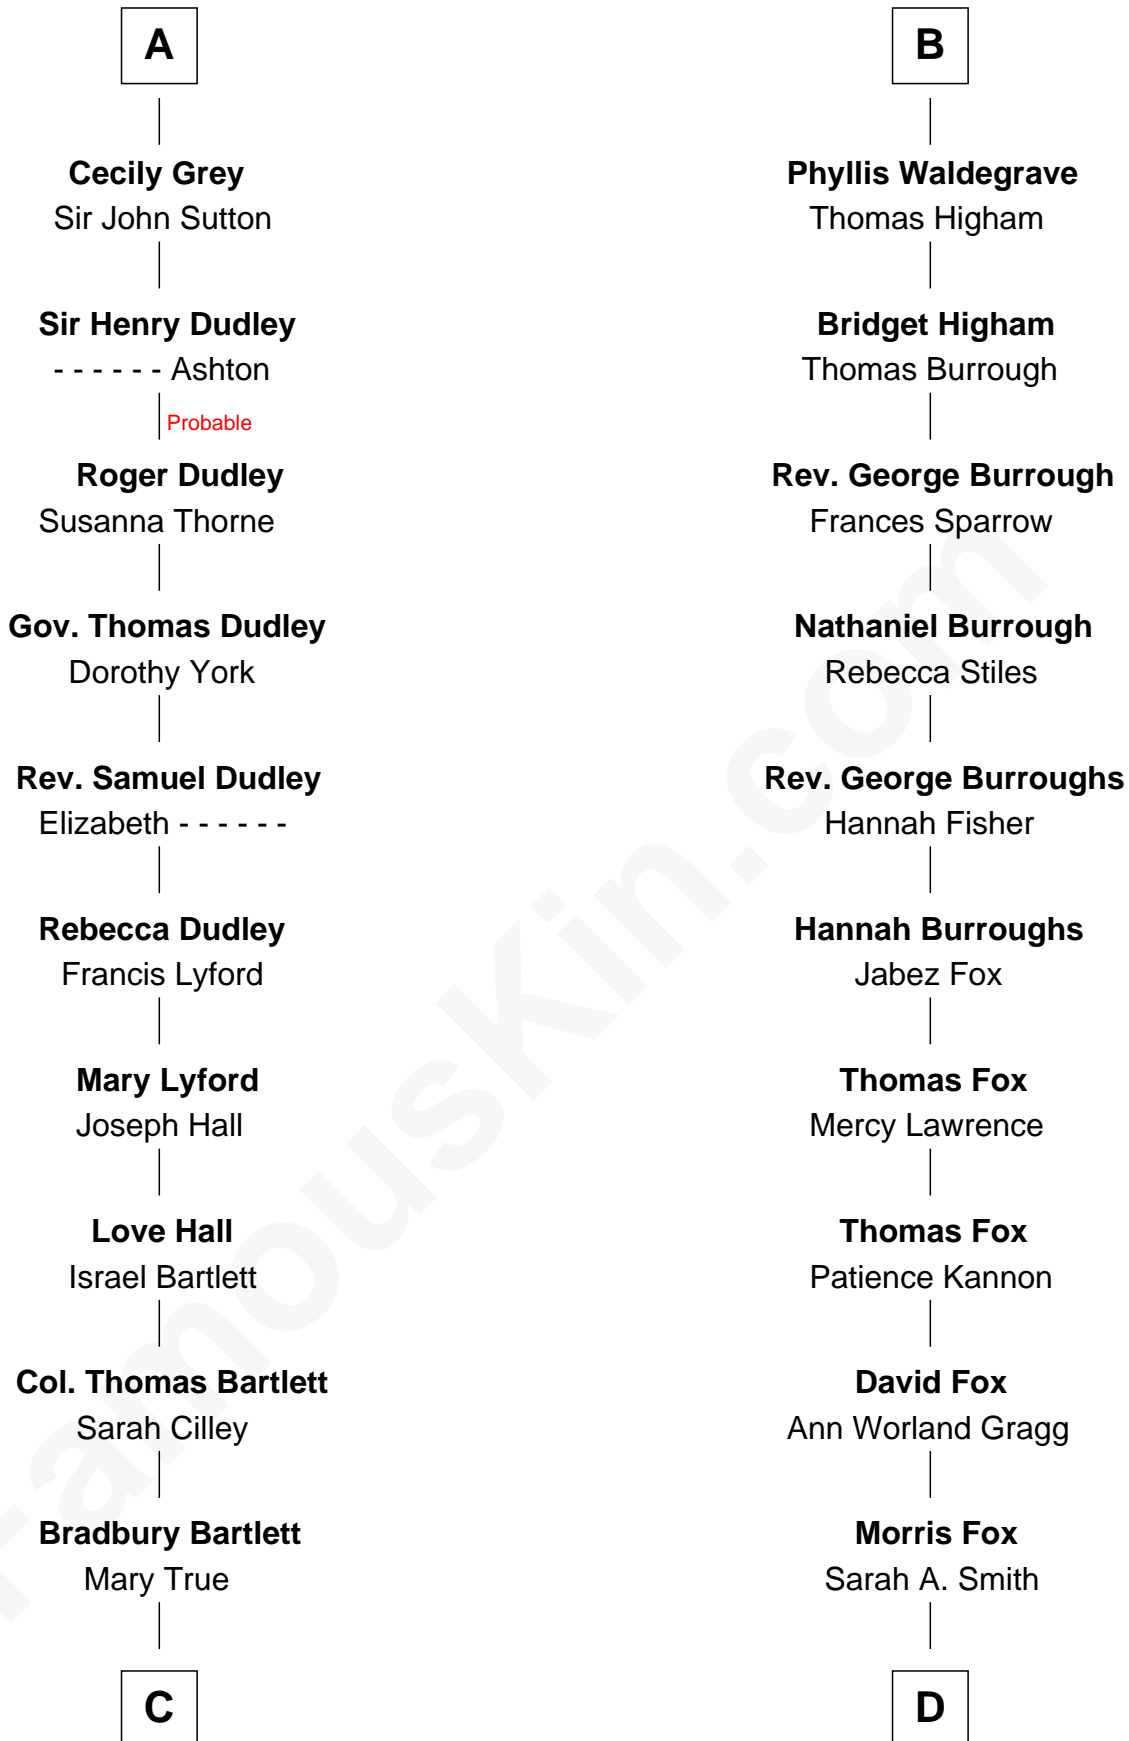 A
Cecily Grey
Sir John Sutton
Sir Henry Dudley
- - - - - - Ashton
Probable
Roger Dudley
Susanna Thorne
Gov. Thomas Dudley
Dorothy York
Rev. Samuel Dudley
Elizabeth - - - - - -
Rebecca Dudley
Francis Lyford
Mary Lyford
Joseph Hall
Love Hall
Israel Bartlett
Col. Thomas Bartlett
Sarah Cilley
Bradbury Bartlett
Mary True
C
B
Phyllis Waldegrave
Thomas Higham
Bridget Higham
Thomas Burrough
Rev. George Burrough
Frances Sparrow
Nathaniel Burrough
Rebecca Stiles
Rev. George Burroughs
Hannah Fisher
Hannah Burroughs
Jabez Fox
Thomas Fox
Mercy Lawrence
Thomas Fox
Patience Kannon
David Fox
Ann Worland Gragg
Morris Fox
Sarah A. Smith
D
FamousKin.com